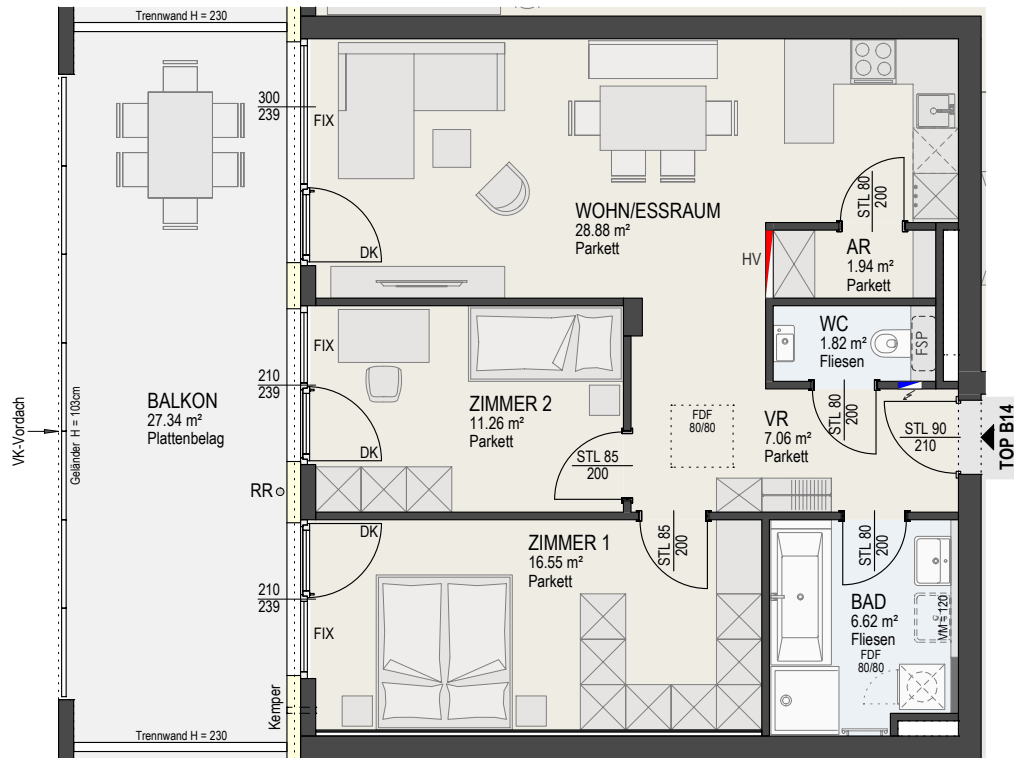 Trennwand H = 230
300
239
FIX
DK
WOHN/ESSRAUM
28.88 m²
Parkett
STL 80
200
HV
AR
1.94 m²
Parkett
WC
1.82 m²
Fliesen
FSP
FIX
210
239
DK
ZIMMER 2
11.26 m²
Parkett
BALKON
27.34 m²
Plattenbelag
VK-Vordach
Geländer H = 103cm
RR
FDF
80/80
VR
7.06 m²
Parkett
STL 80
200
STL 90
210
TOP B14
STL 85
200
DK
210
239
FIX
ZIMMER 1
16.55 m²
Parkett
STL 85
200
STL 80
200
BAD
6.62 m²
Fliesen
FDF
80/80
VM = 120
Kemper
Trennwand H = 230